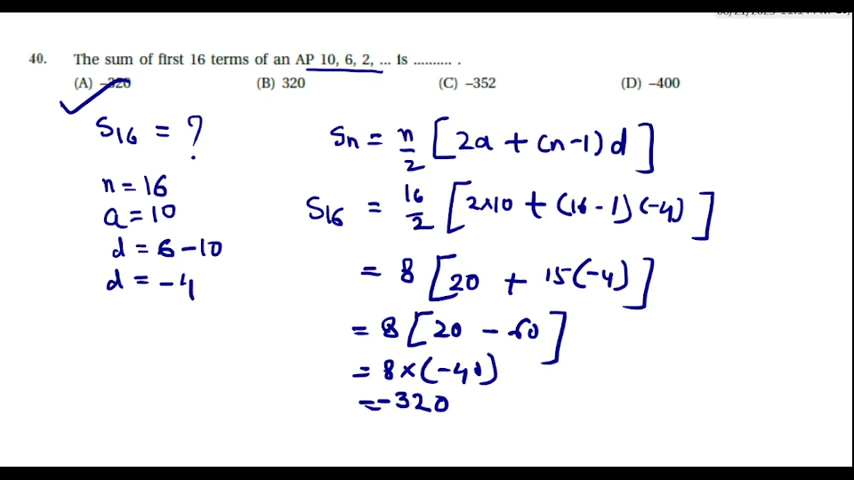 40. The sum of first 16 terms of an AP 10, 6, 2, ... is .......... .
(A) –320 (B) 320 (C) –352 (D) –400
S16 = ?
n = 16
a = 10
d = 6 - 10
d = -4
Sn = n/2 [2a + (n-1)d]
S16 = 16/2 [2×10 + (16-1)(-4)]
= 8 [20 + 15(-4)]
= 8 [20 - 60]
= 8 × (-40)
= -320